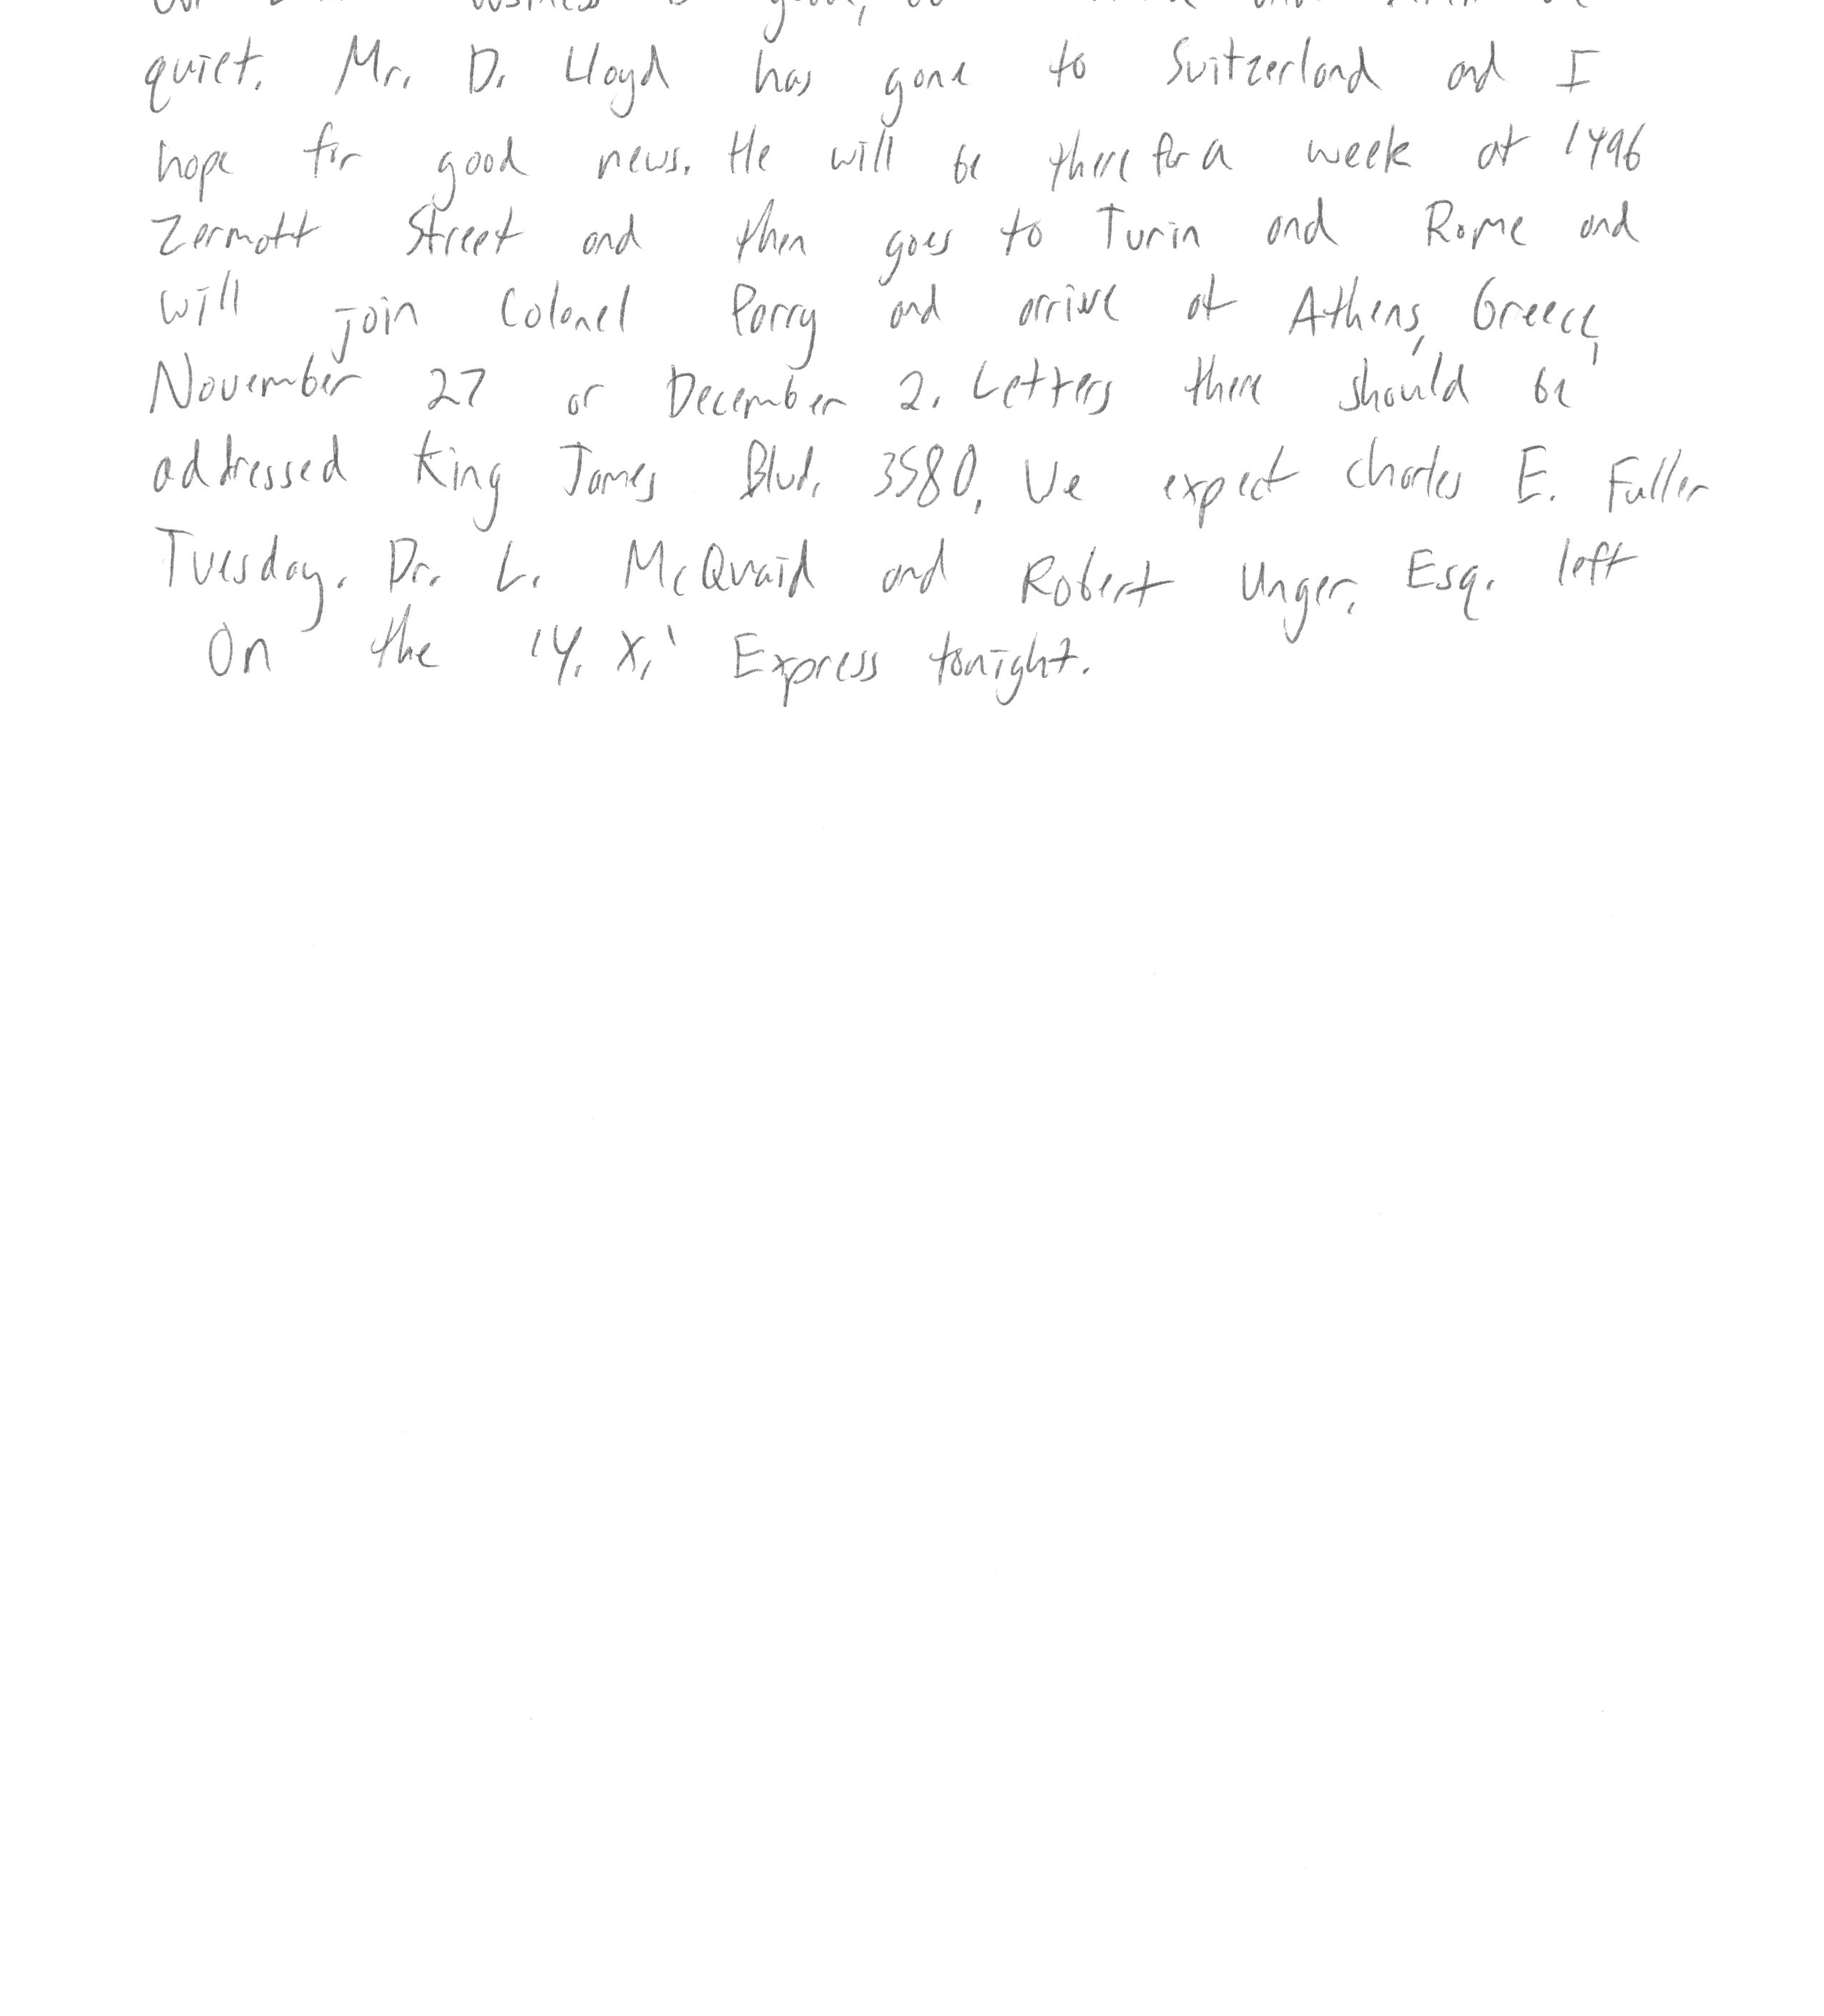 business is good,
quiet. Mr. D. Lloyd has gone to Switzerland and I
hope for good news. He will be there for a week at 1496
Zermott Street and then goes to Turin and Rome and
will join Colonel Parry and arrive at Athens, Greece,
November 27 or December 2. Letters there should be
addressed King James Blvd. 3580. We expect Charles E. Fuller
Tuesday. Dr. L. McQuaid and Robert Unger, Esq. left
On the 'Y. X.' Express tonight.